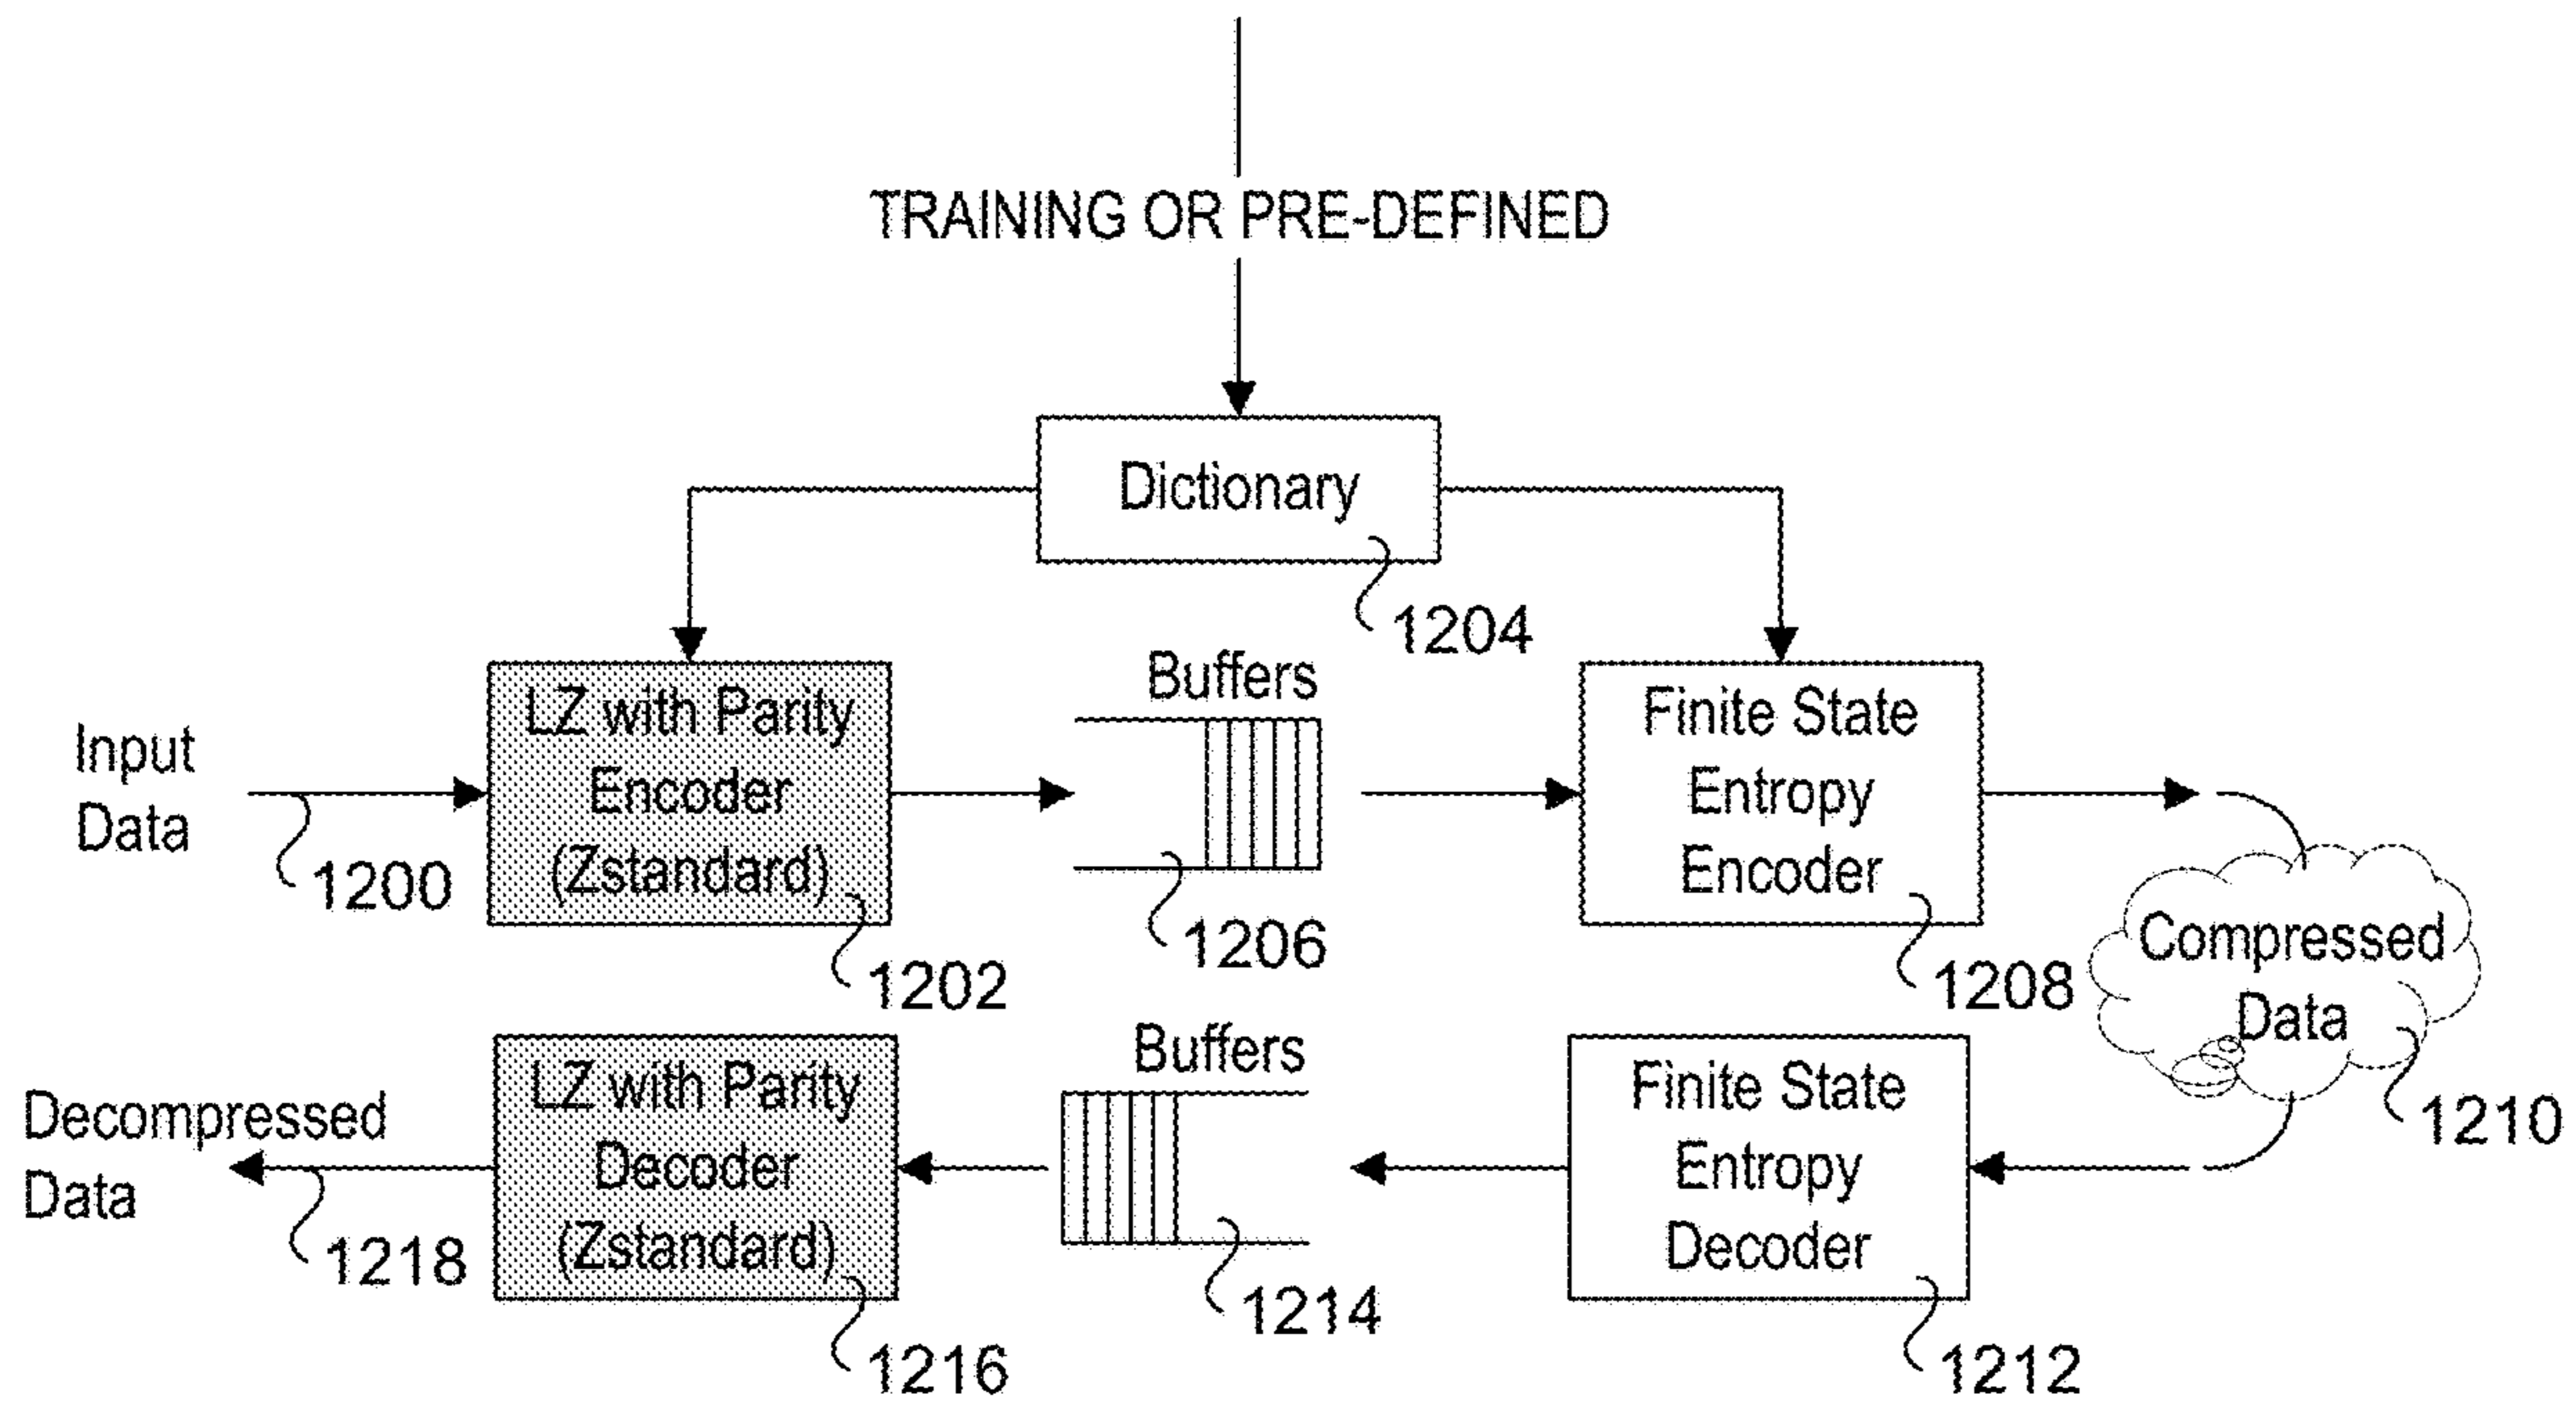 TRAINING OR PRE-DEFINED
Dictionary
1204
Input
Data
1200
LZ with Parity
Encoder
(Zstandard)
1202
Buffers
1206
Finite State
Entropy
Encoder
1208
Compressed
Data
1210
Decompressed
Data
1218
LZ with Parity
Decoder
(Zstandard)
1216
Buffers
1214
Finite State
Entropy
Decoder
1212